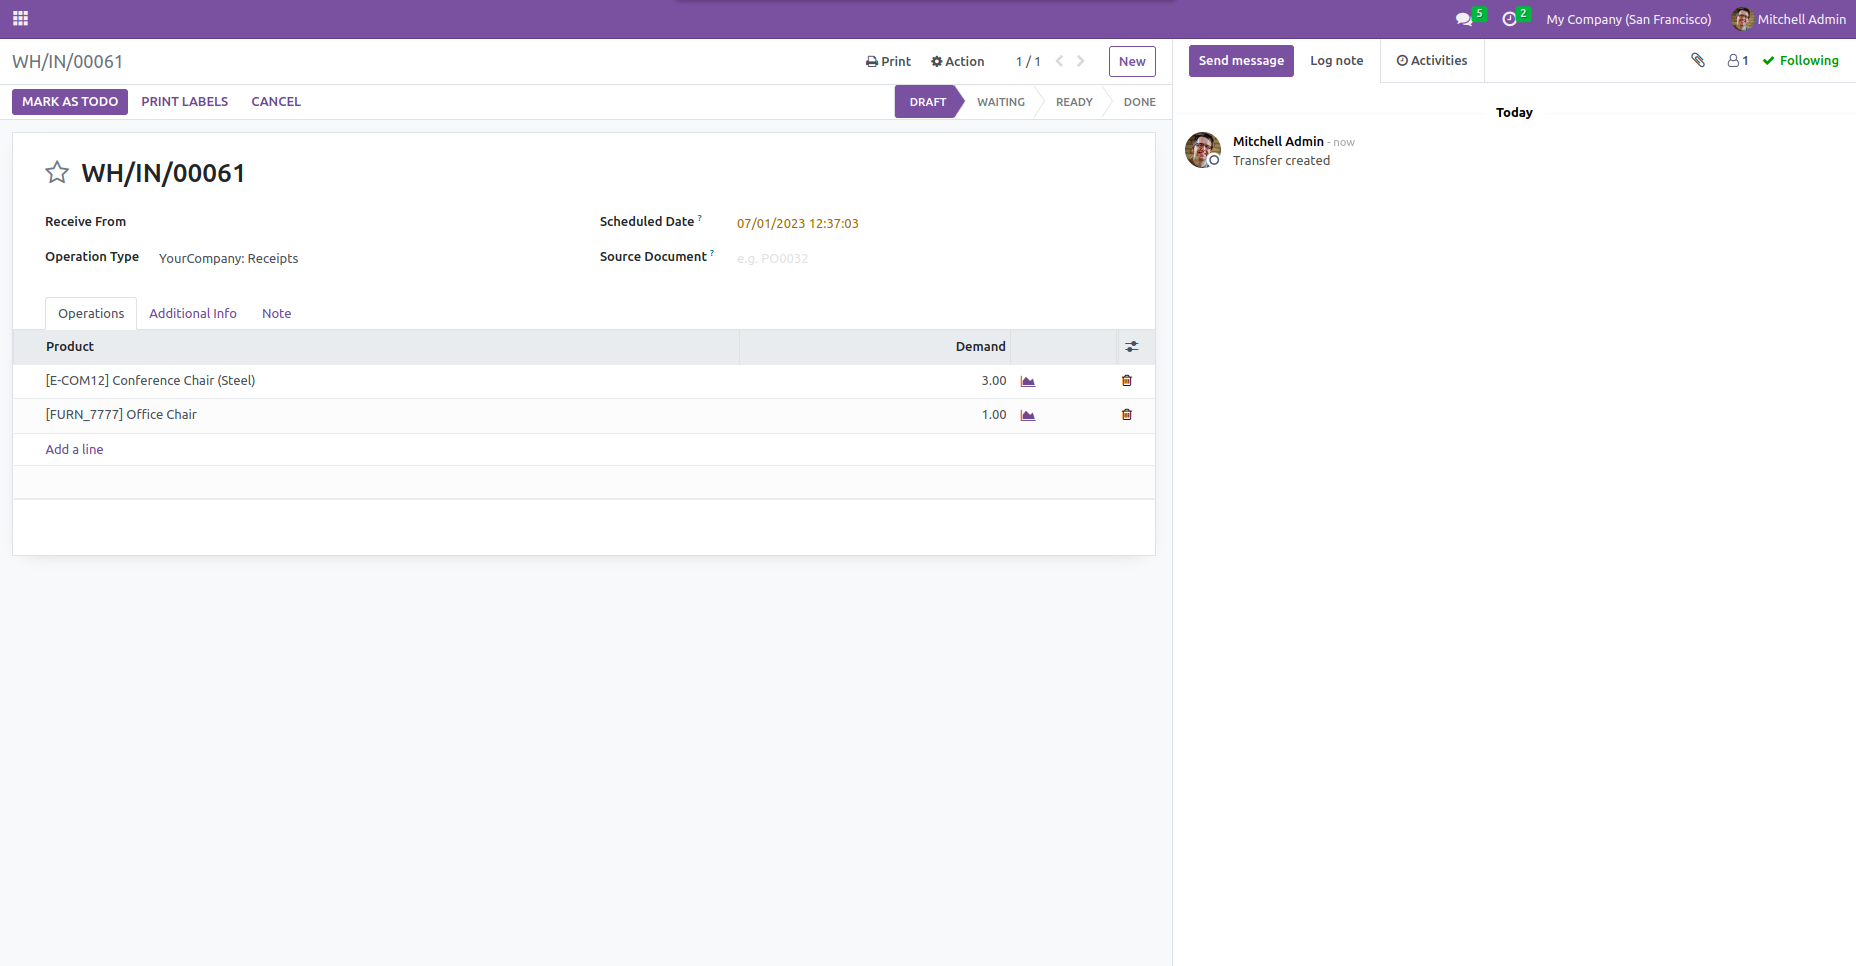 5 2 My Company (San Francisco) Mitchell Admin
WH/IN/00061 Print Action 1 / 1 New
MARK AS TODO PRINT LABELS CANCEL DRAFT WAITING READY DONE
WH/IN/00061
Receive From Scheduled Date ? 07/01/2023 12:37:03
Operation Type YourCompany: Receipts Source Document ? e.g. PO0032
Operations Additional Info Note
Product Demand
[E-COM12] Conference Chair (Steel) 3.00
[FURN_7777] Office Chair 1.00
Add a line
Send message Log note Activities 1 Following
Today
Mitchell Admin - now
Transfer created